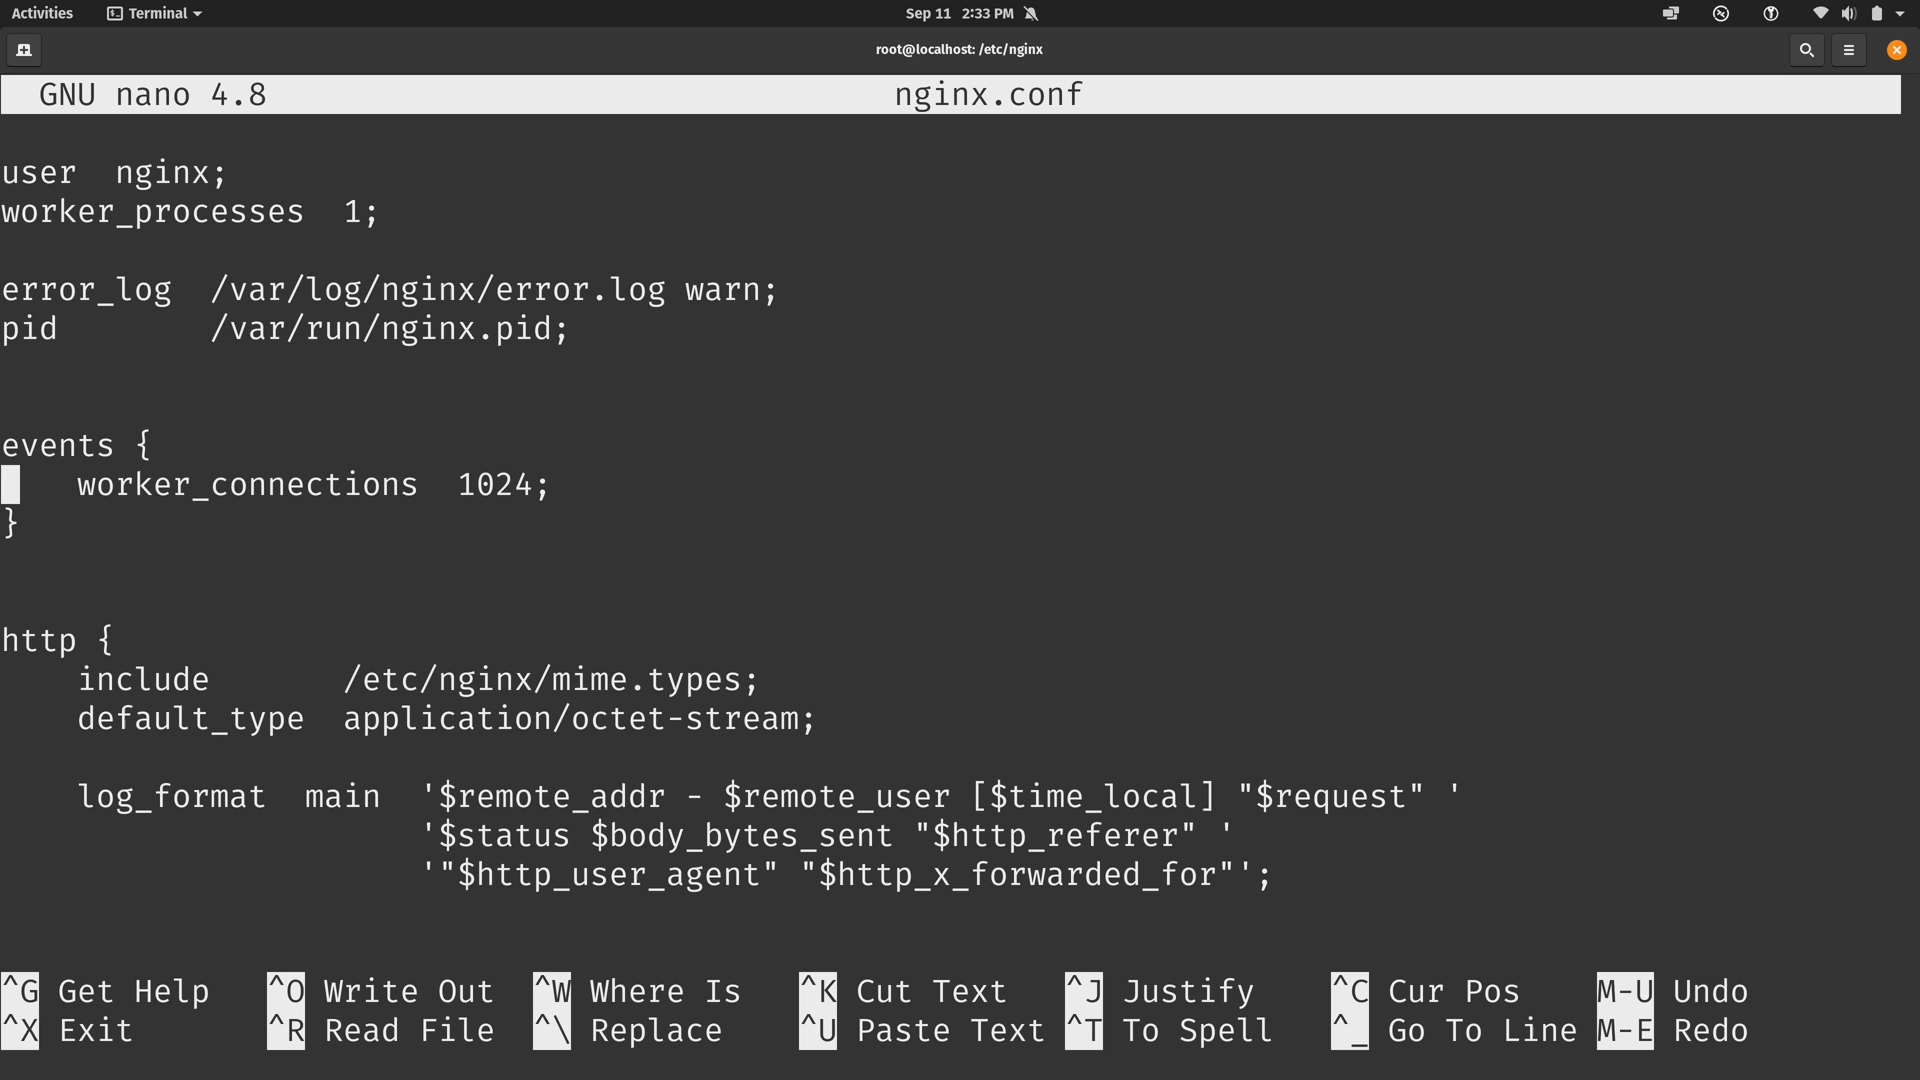 Activities Terminal Sep 11 2:33 PM
root@localhost: /etc/nginx
GNU nano 4.8 nginx.conf
user  nginx;
worker_processes  1;
error_log  /var/log/nginx/error.log warn;
pid        /var/run/nginx.pid;
events {
    worker_connections  1024;
}
http {
    include       /etc/nginx/mime.types;
    default_type  application/octet-stream;
    log_format  main  '$remote_addr - $remote_user [$time_local] "$request" '
                      '$status $body_bytes_sent "$http_referer" '
                      '"$http_user_agent" "$http_x_forwarded_for"';
^G Get Help ^O Write Out ^W Where Is ^K Cut Text ^J Justify ^C Cur Pos M-U Undo
^X Exit ^R Read File ^\ Replace ^U Paste Text ^T To Spell ^_ Go To Line M-E Redo